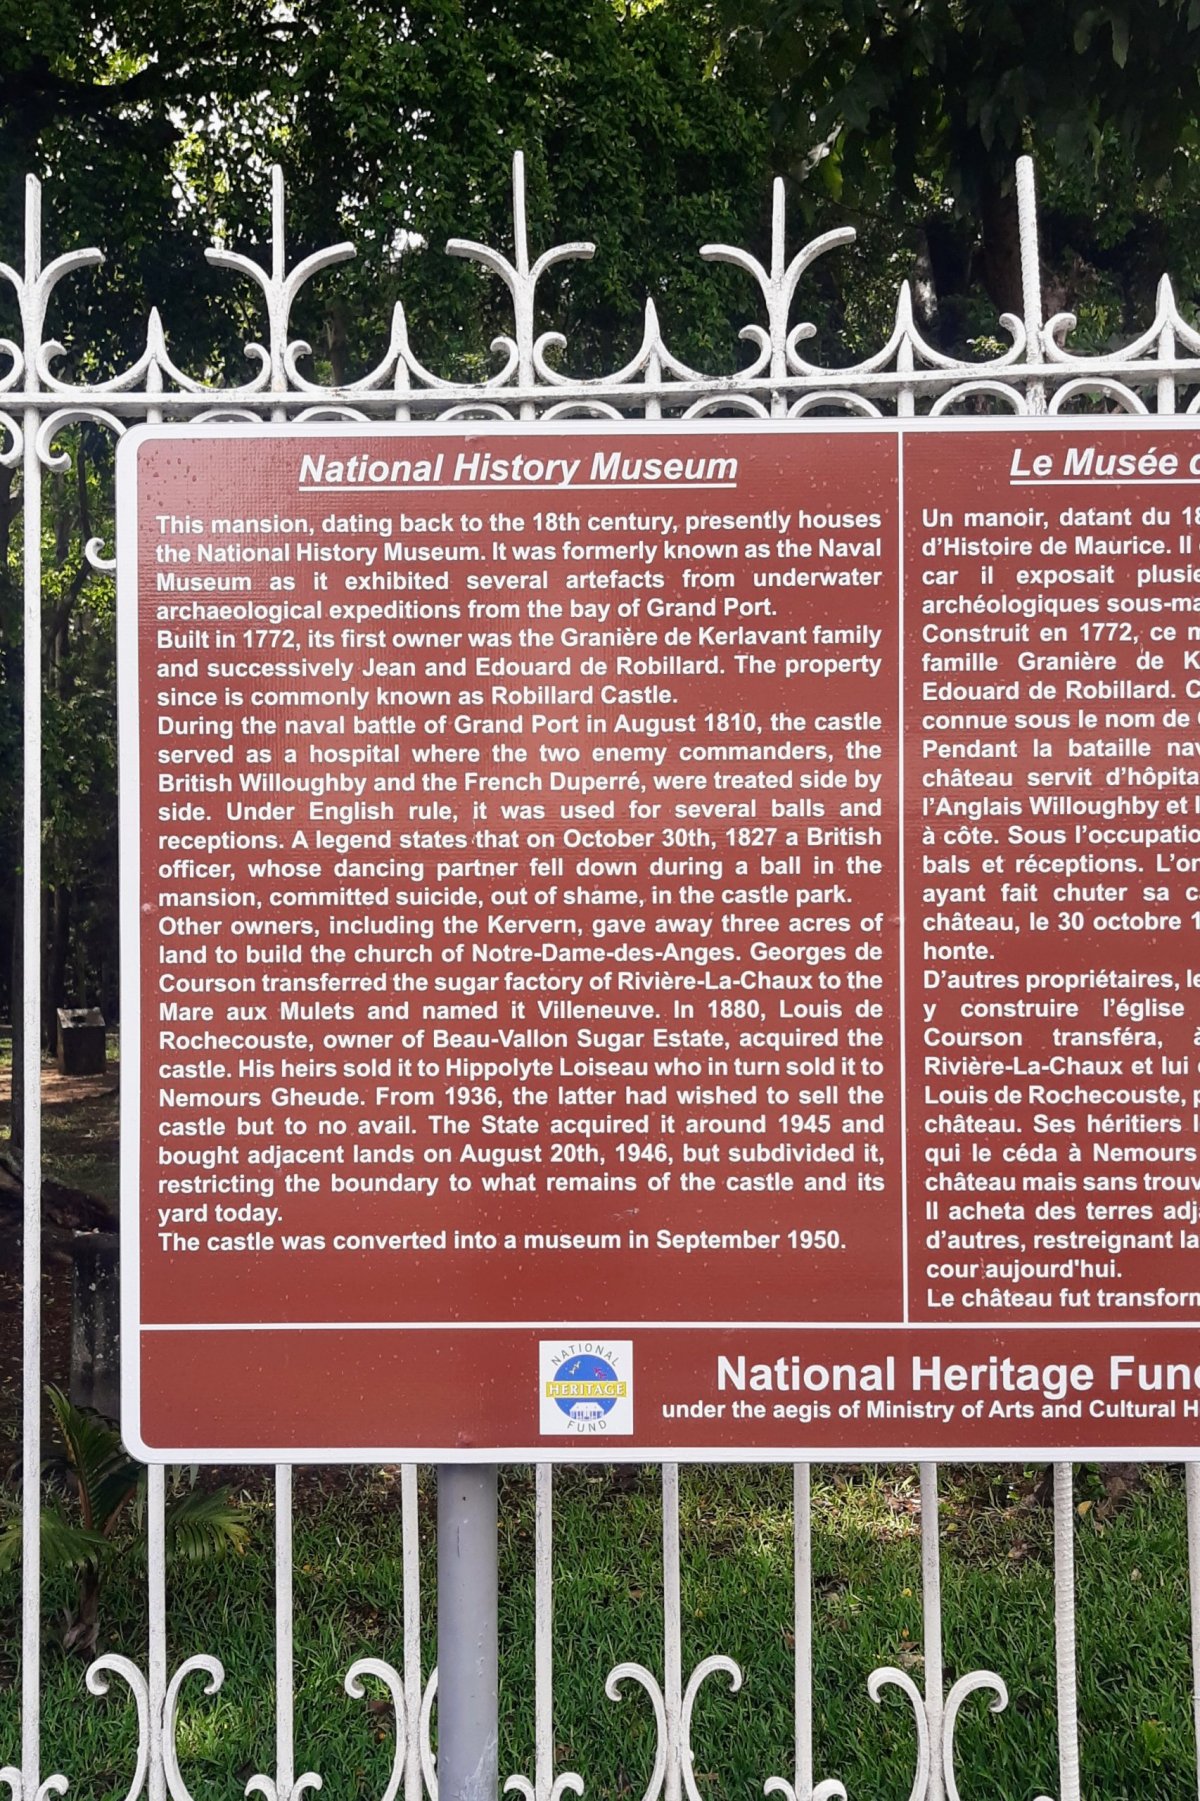 National History Museum
This mansion, dating back to the 18th century, presently houses
the National History Museum. It was formerly known as the Naval
Museum as it exhibited several artefacts from underwater
archaeological expeditions from the bay of Grand Port.
Built in 1772, its first owner was the Granière de Kerlavant family
and successively Jean and Edouard de Robillard. The property
since is commonly known as Robillard Castle.
During the naval battle of Grand Port in August 1810, the castle
served as a hospital where the two enemy commanders, the
British Willoughby and the French Duperré, were treated side by
side. Under English rule, it was used for several balls and
receptions. A legend states that on October 30th, 1827 a British
officer, whose dancing partner fell down during a ball in the
mansion, committed suicide, out of shame, in the castle park.
Other owners, including the Kervern, gave away three acres of
land to build the church of Notre-Dame-des-Anges. Georges de
Courson transferred the sugar factory of Rivière-La-Chaux to the
Mare aux Mulets and named it Villeneuve. In 1880, Louis de
Rochecouste, owner of Beau-Vallon Sugar Estate, acquired the
castle. His heirs sold it to Hippolyte Loiseau who in turn sold it to
Nemours Gheude. From 1936, the latter had wished to sell the
castle but to no avail. The State acquired it around 1945 and
bought adjacent lands on August 20th, 1946, but subdivided it,
restricting the boundary to what remains of the castle and its
yard today.
The castle was converted into a museum in September 1950.
Le Musée
Un manoir, datant du
d'Histoire de Maurice. Il
car il exposait
archéologiques
Construit en 1772, ce
famille Granière de
Edouard de Robillard.
connue sous le nom de
Pendant la bataille
château servit
l'Anglais Willoughby et
à côte. Sous
bals et réceptions.
ayant fait chuter sa
château, le 30 octobre
honte.
D'autres propriétaires,
y construire l'église
Courson transféra,
Rivière-La-Chaux et lui
Louis de Rochecouste,
château. Ses héritiers
qui le céda à Nemours
château mais sans
Il acheta des terres
d'autres, restreignant la
cour aujourd'hui.
Le château fut
NATIONAL
HERITAGE
FUND
National Heritage
under the aegis of Ministry of Arts and Cultural